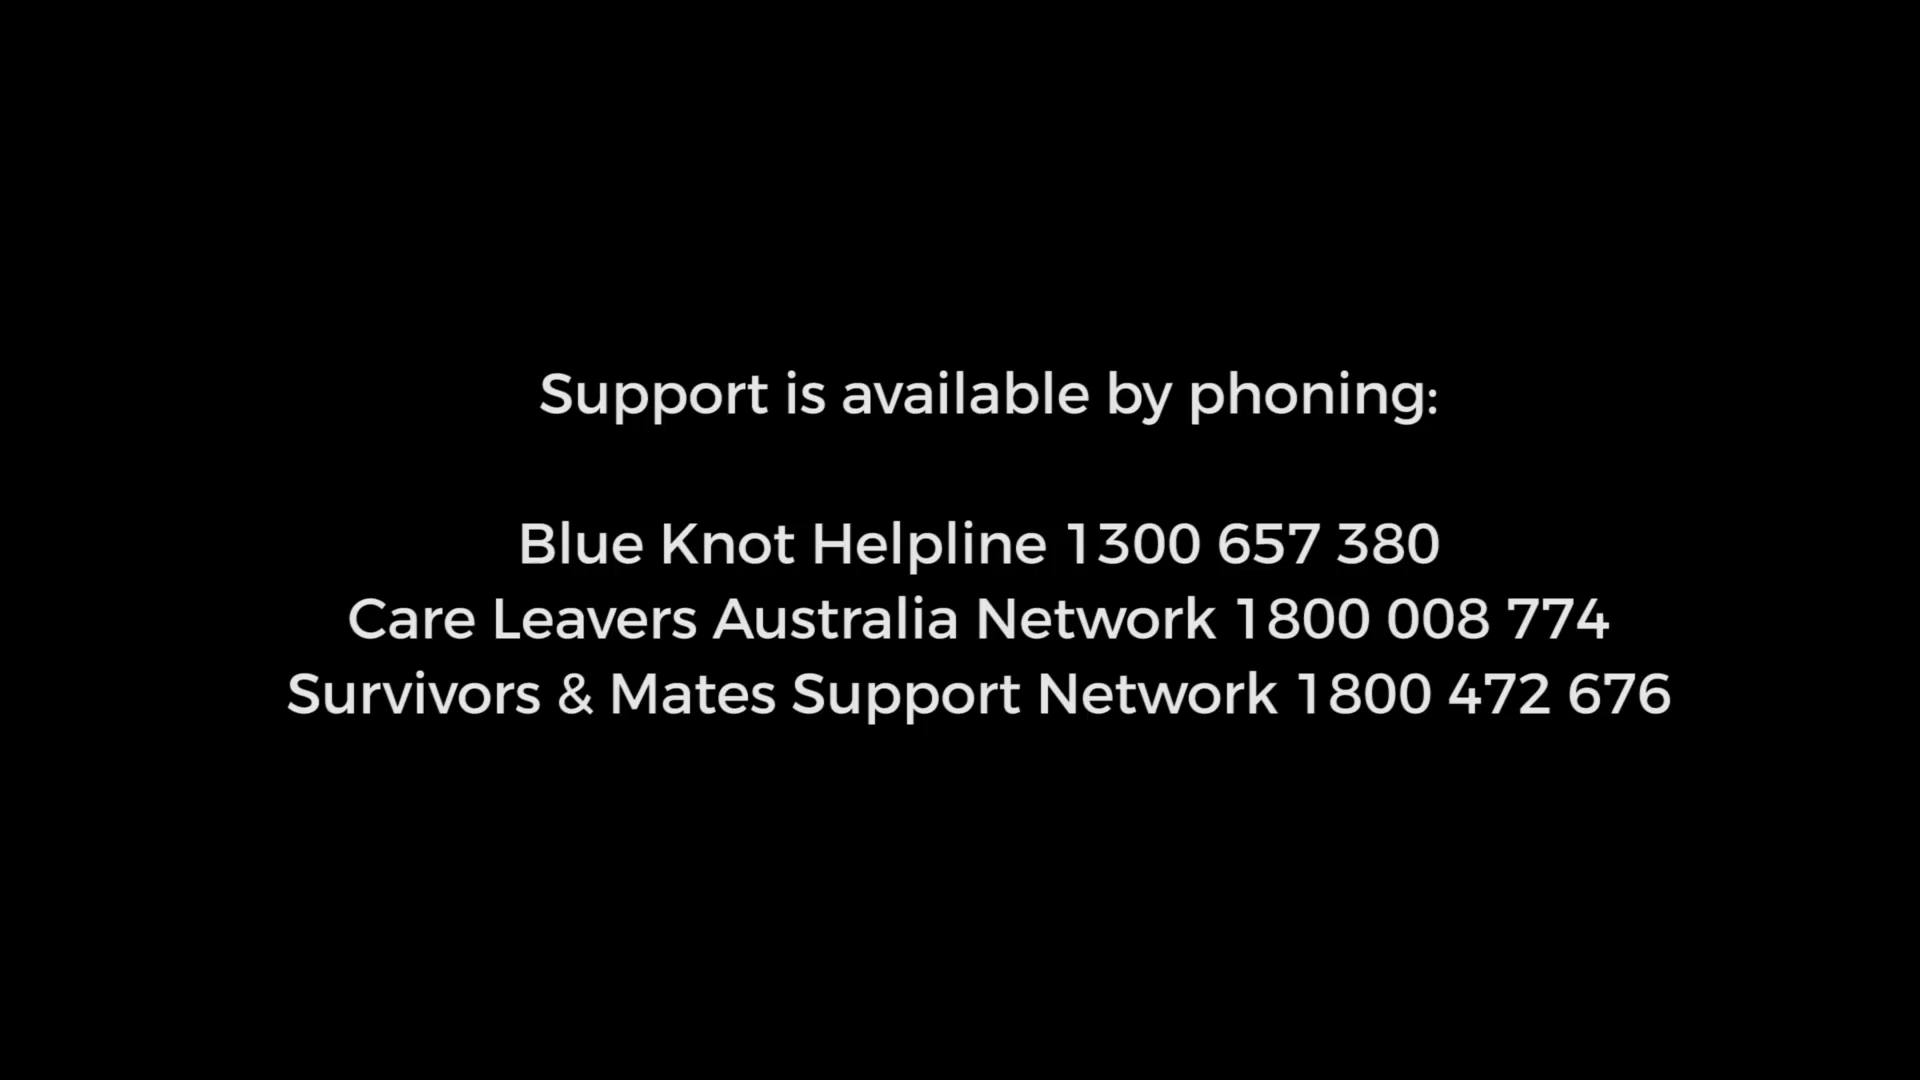 Support is available by phoning:
Blue Knot Helpline 1300 657 380
Care Leavers Australia Network 1800 008 774
Survivors & Mates Support Network 1800 472 676